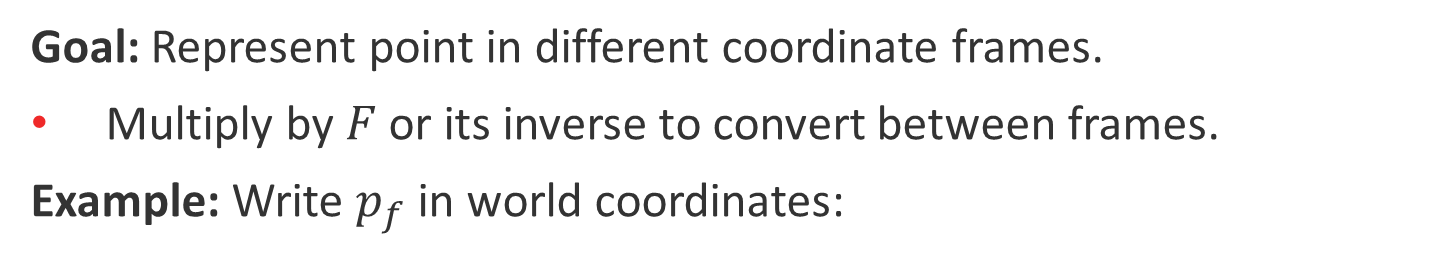 Goal: Represent point in different coordinate frames.
• Multiply by F or its inverse to convert between frames.
Example: Write p_f in world coordinates: